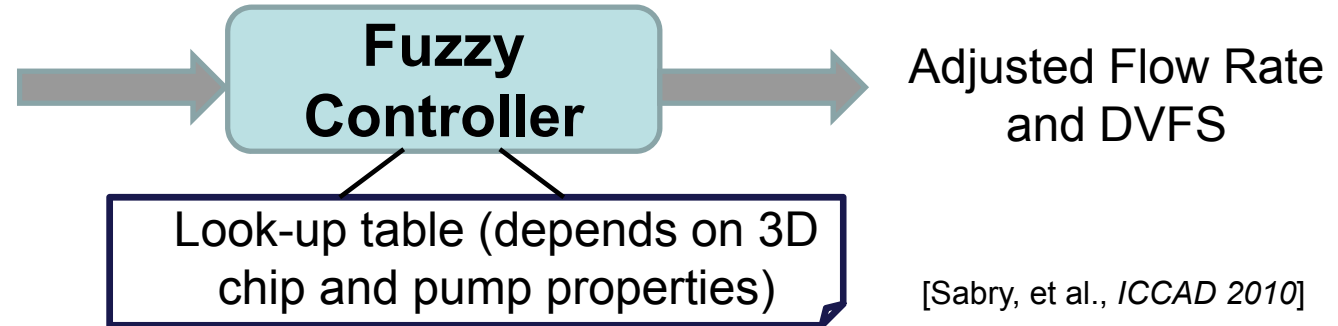 Fuzzy
Controller
Adjusted Flow Rate
and DVFS
Look-up table (depends on 3D
chip and pump properties)
[Sabry, et al., ICCAD 2010]